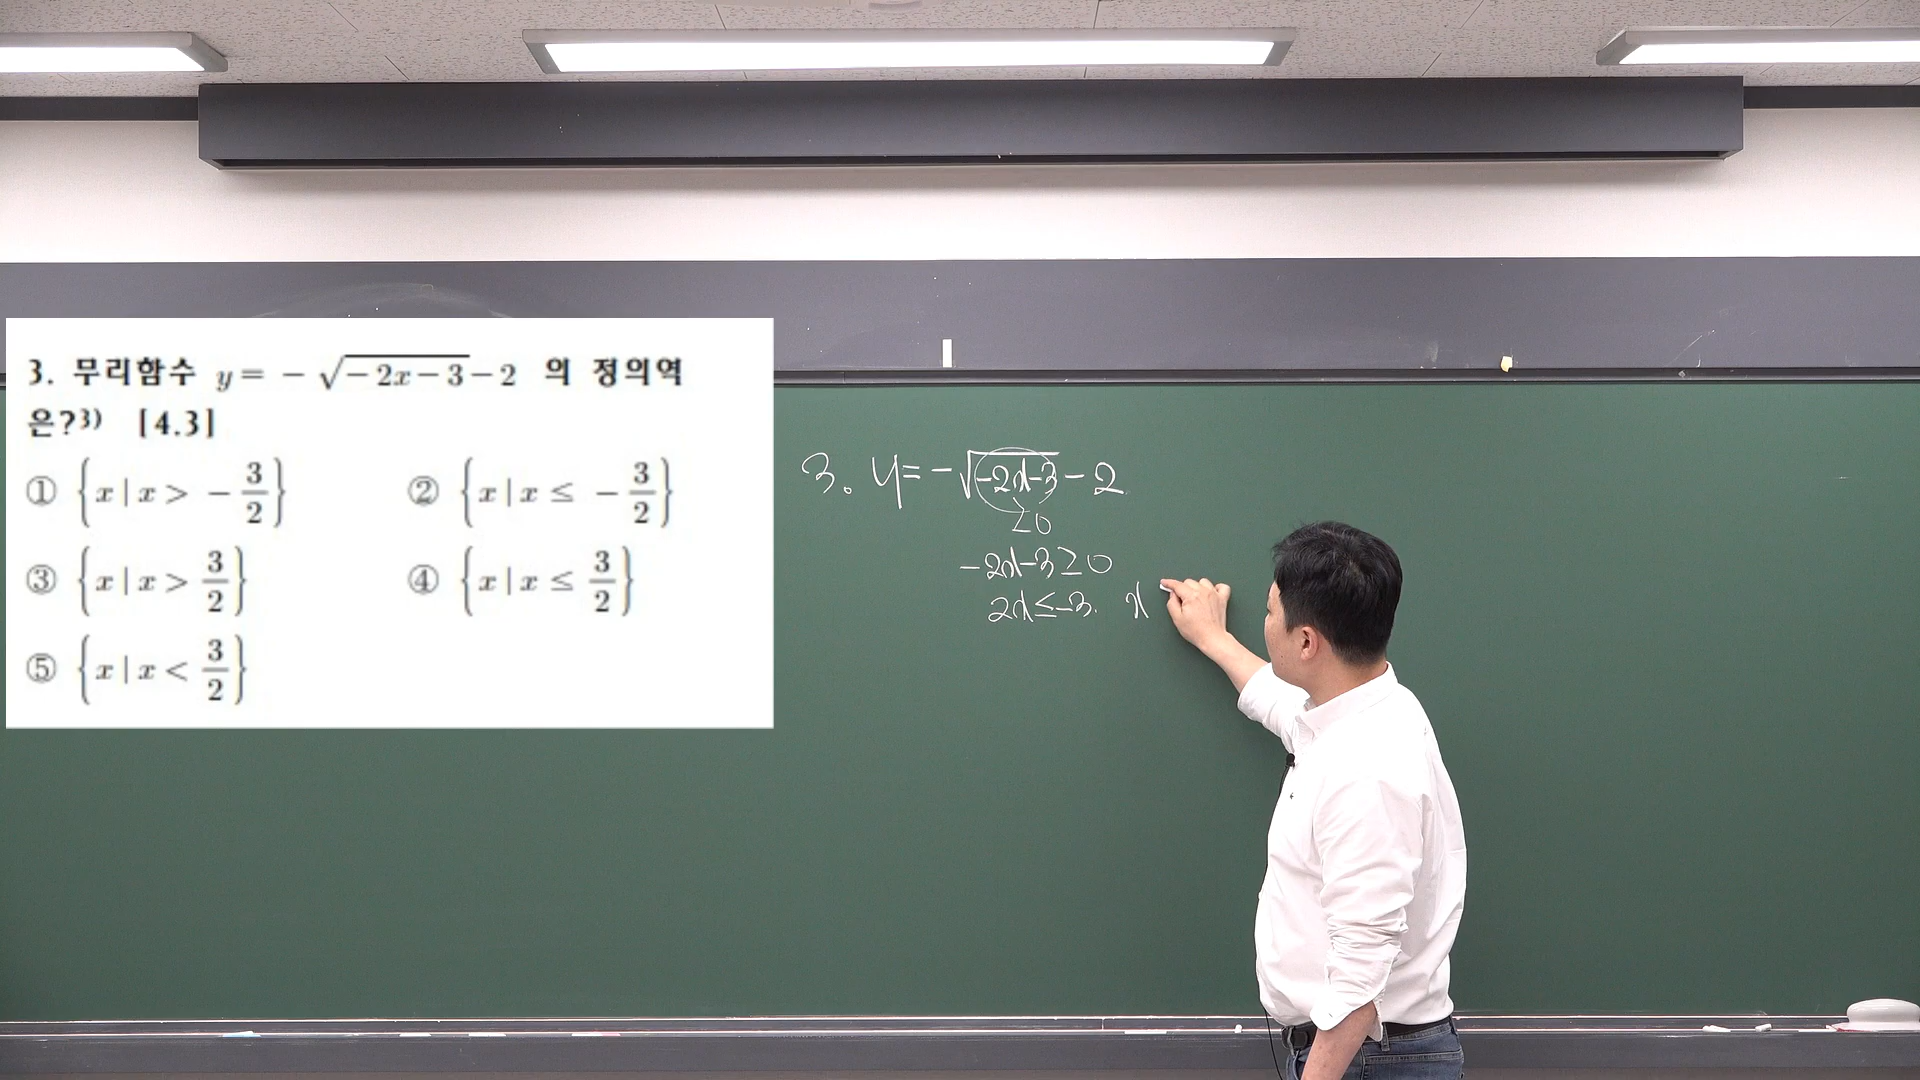 3. 무리함수 y = - √(-2x-3) - 2 의 정의역
은?3) [4.3]
① {x | x > -3/2} ② {x | x ≤ -3/2}
③ {x | x > 3/2} ④ {x | x ≤ 3/2}
⑤ {x | x < 3/2}
3. y = -√(-2x-3) - 2
≥0
-2x-3≥0
2x≤-3. x